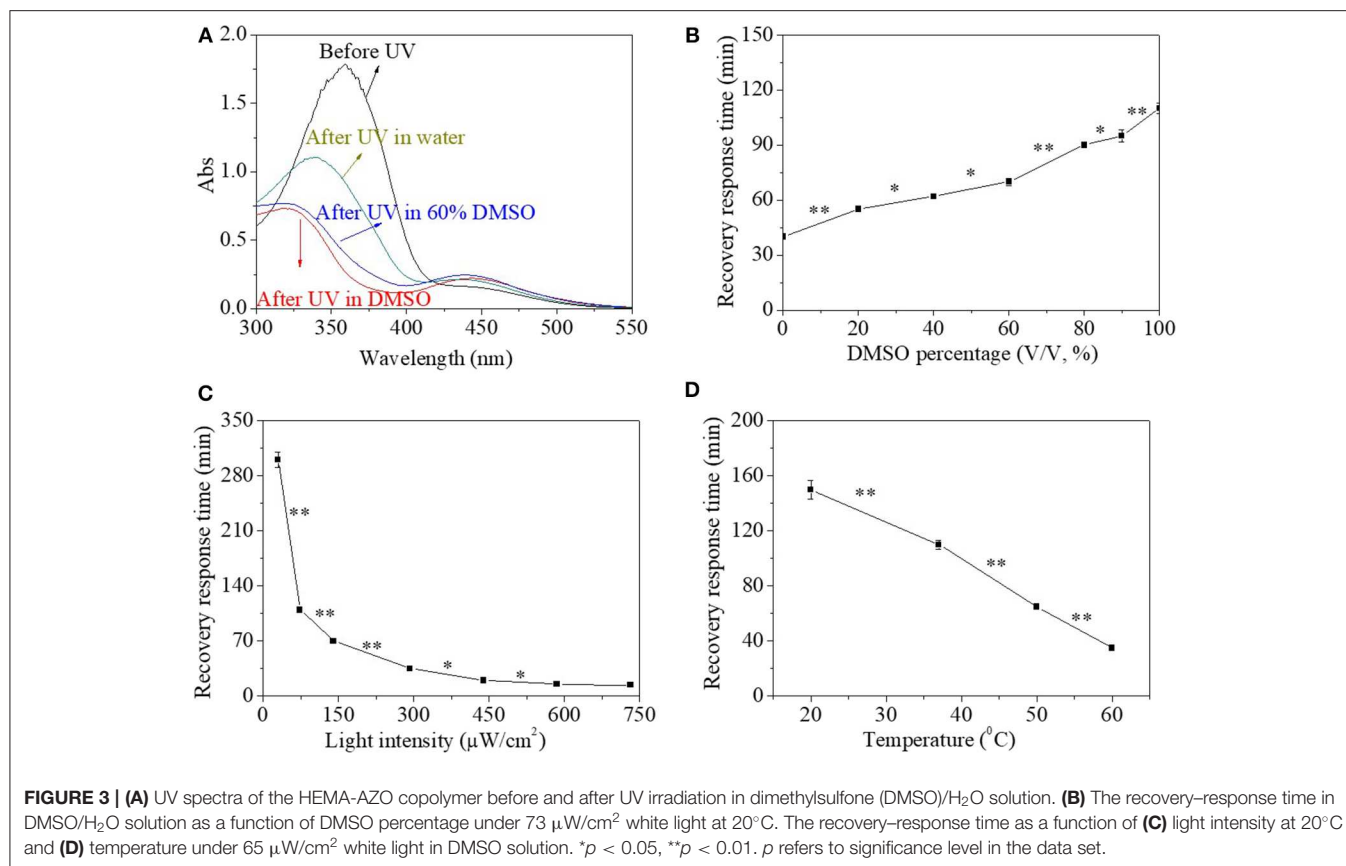 A
2.0
1.5
1.0
0.5
0.0
Abs
Before UV
After UV in water
After UV in 60% DMSO
After UV in DMSO
300 350 400 450 500 550
Wavelength (nm)
B
150
120
90
60
30
0
Recovery response time (min)
** * * ** * **
0 20 40 60 80 100
DMSO percentage (V/V, %)
C
350
280
210
140
70
0
Recovery response time (min)
**
**
**
*
*
0 150 300 450 600 750
Light intensity (μW/cm²)
D
200
160
120
80
40
0
Recovery response time (min)
**
**
**
20 30 40 50 60
Temperature (⁰C)
FIGURE 3 | (A) UV spectra of the HEMA-AZO copolymer before and after UV irradiation in dimethylsulfone (DMSO)/H₂O solution. (B) The recovery–response time in
DMSO/H₂O solution as a function of DMSO percentage under 73 μW/cm² white light at 20°C. The recovery–response time as a function of (C) light intensity at 20°C
and (D) temperature under 65 μW/cm² white light in DMSO solution. *p < 0.05, **p < 0.01. p refers to significance level in the data set.